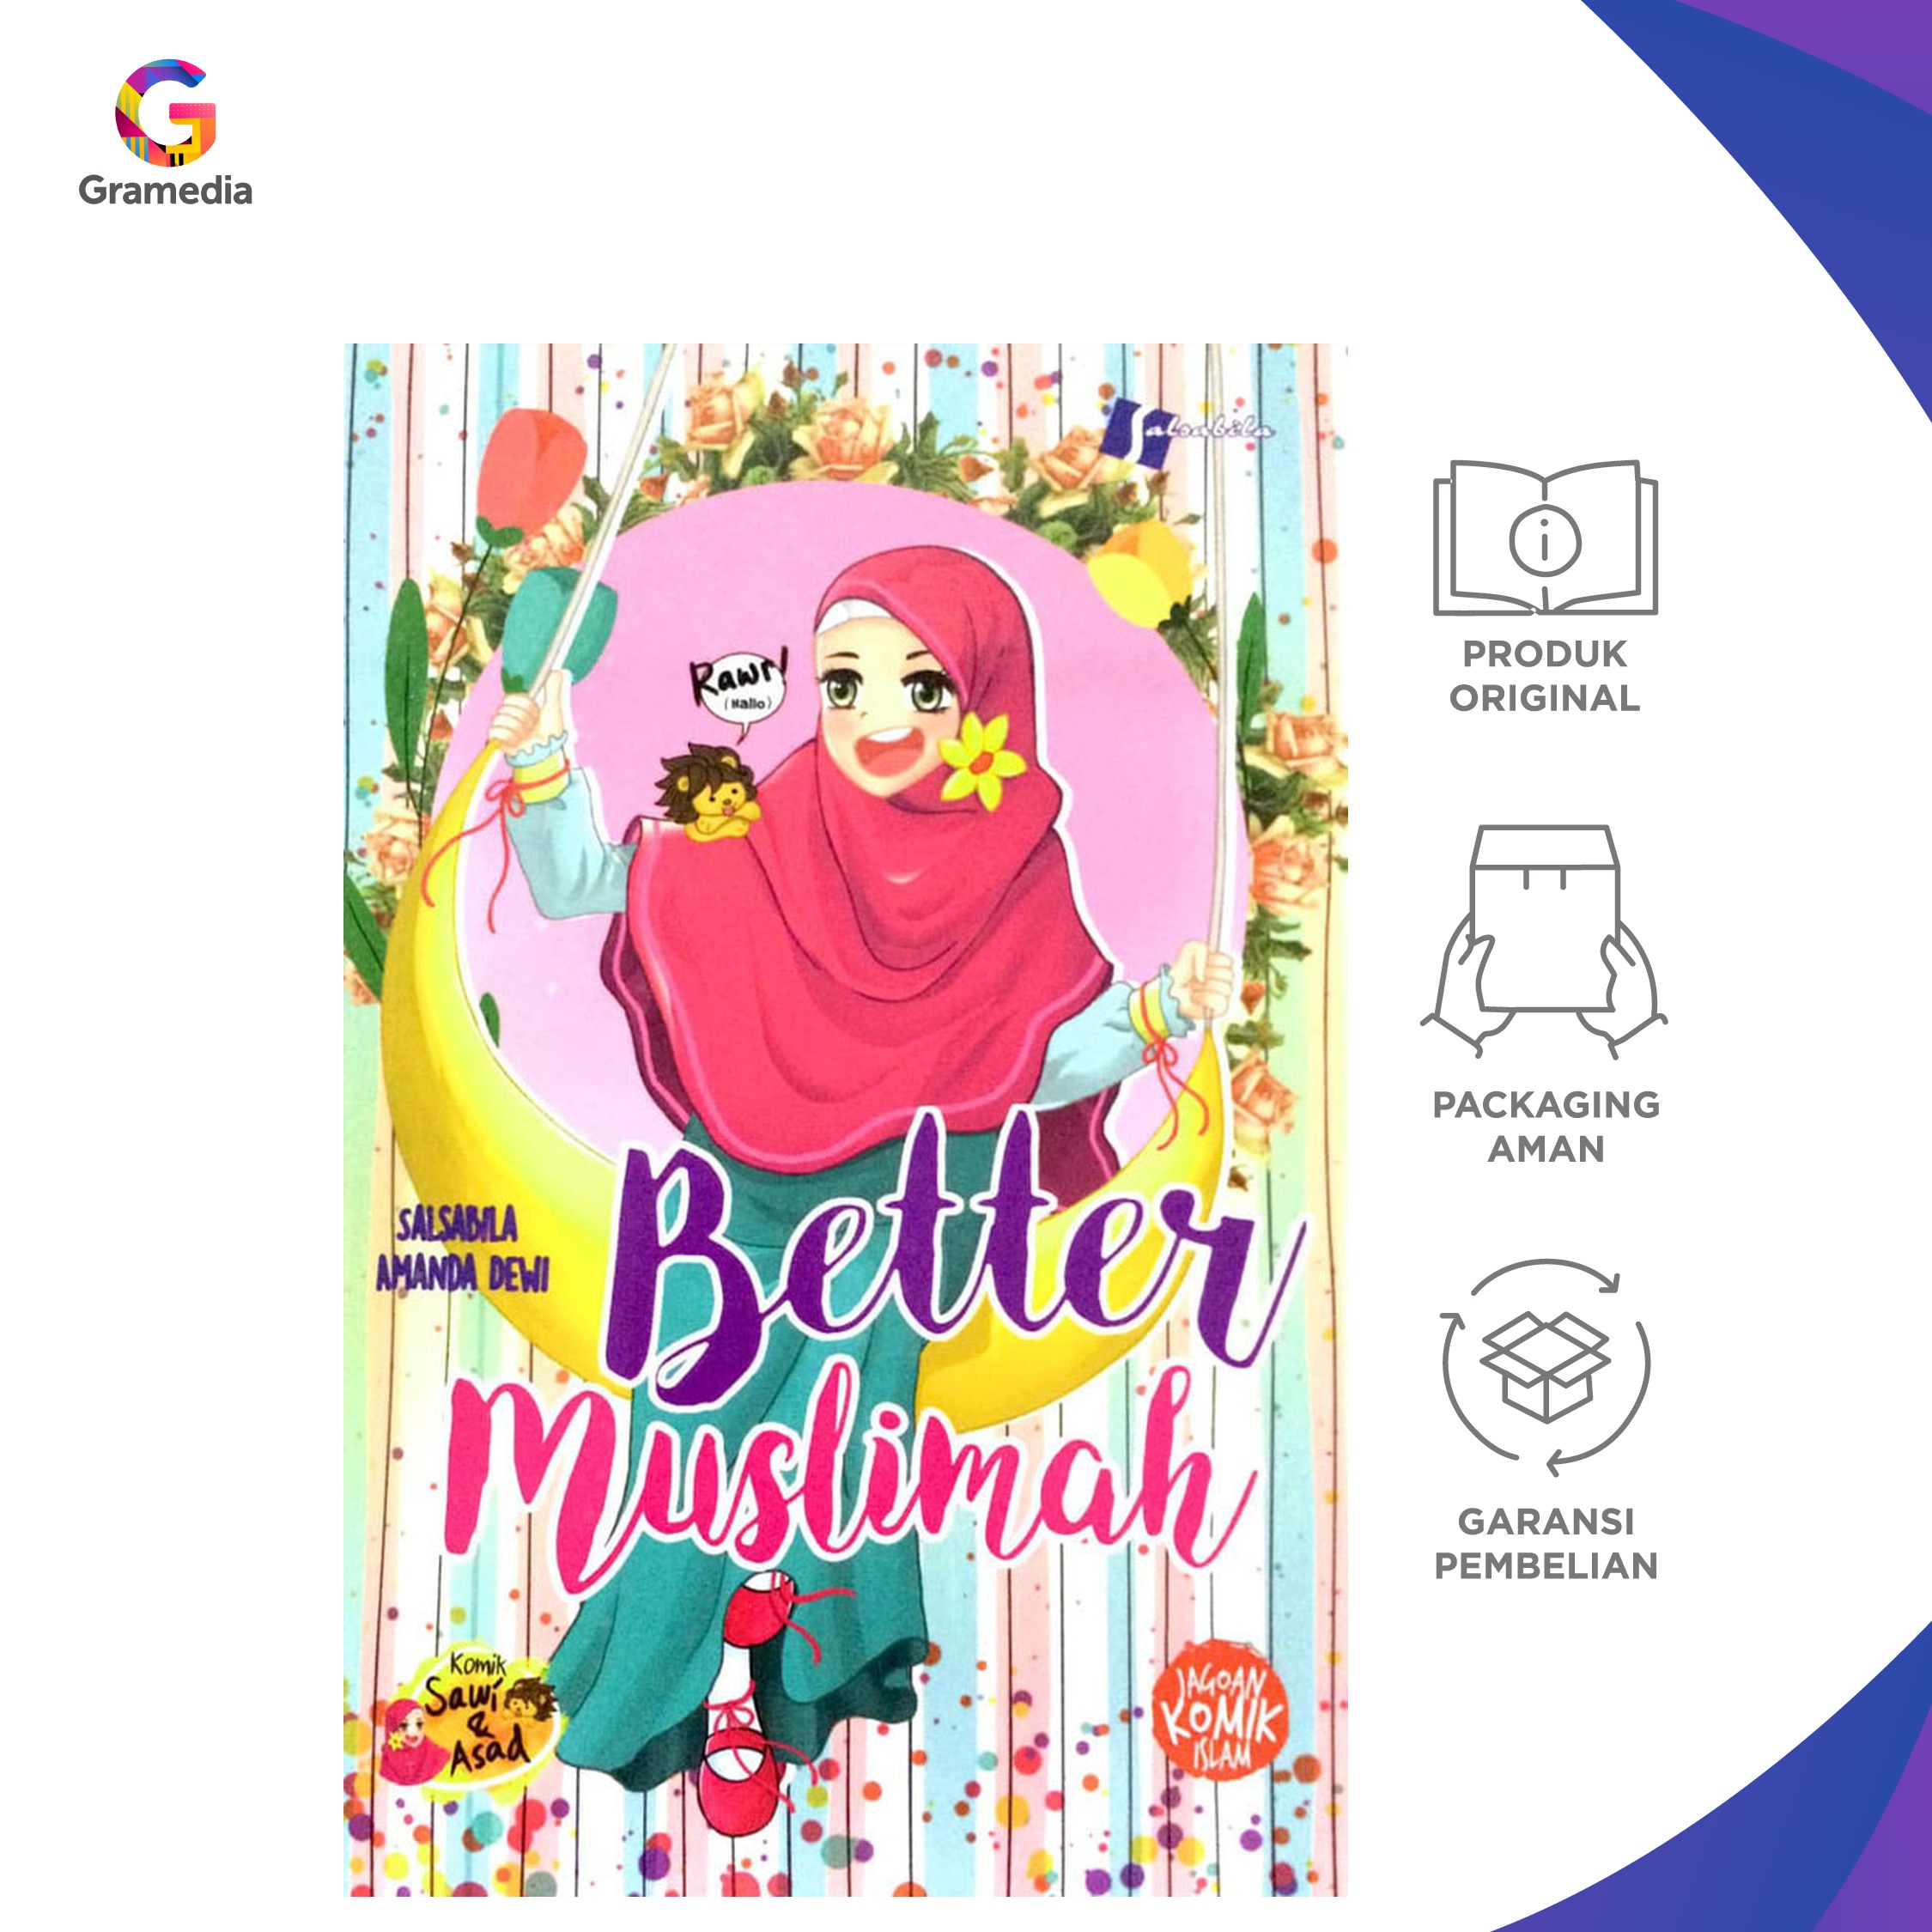 Gramedia
Salsabila
Rawr!
(Hallo)
SALSABILA
AMANDA DEWI
Better
Muslimah
Komik
Sawi
&
Asad
JAGOAN
KOMIK
ISLAM
PRODUK
ORIGINAL
PACKAGING
AMAN
GARANSI
PEMBELIAN